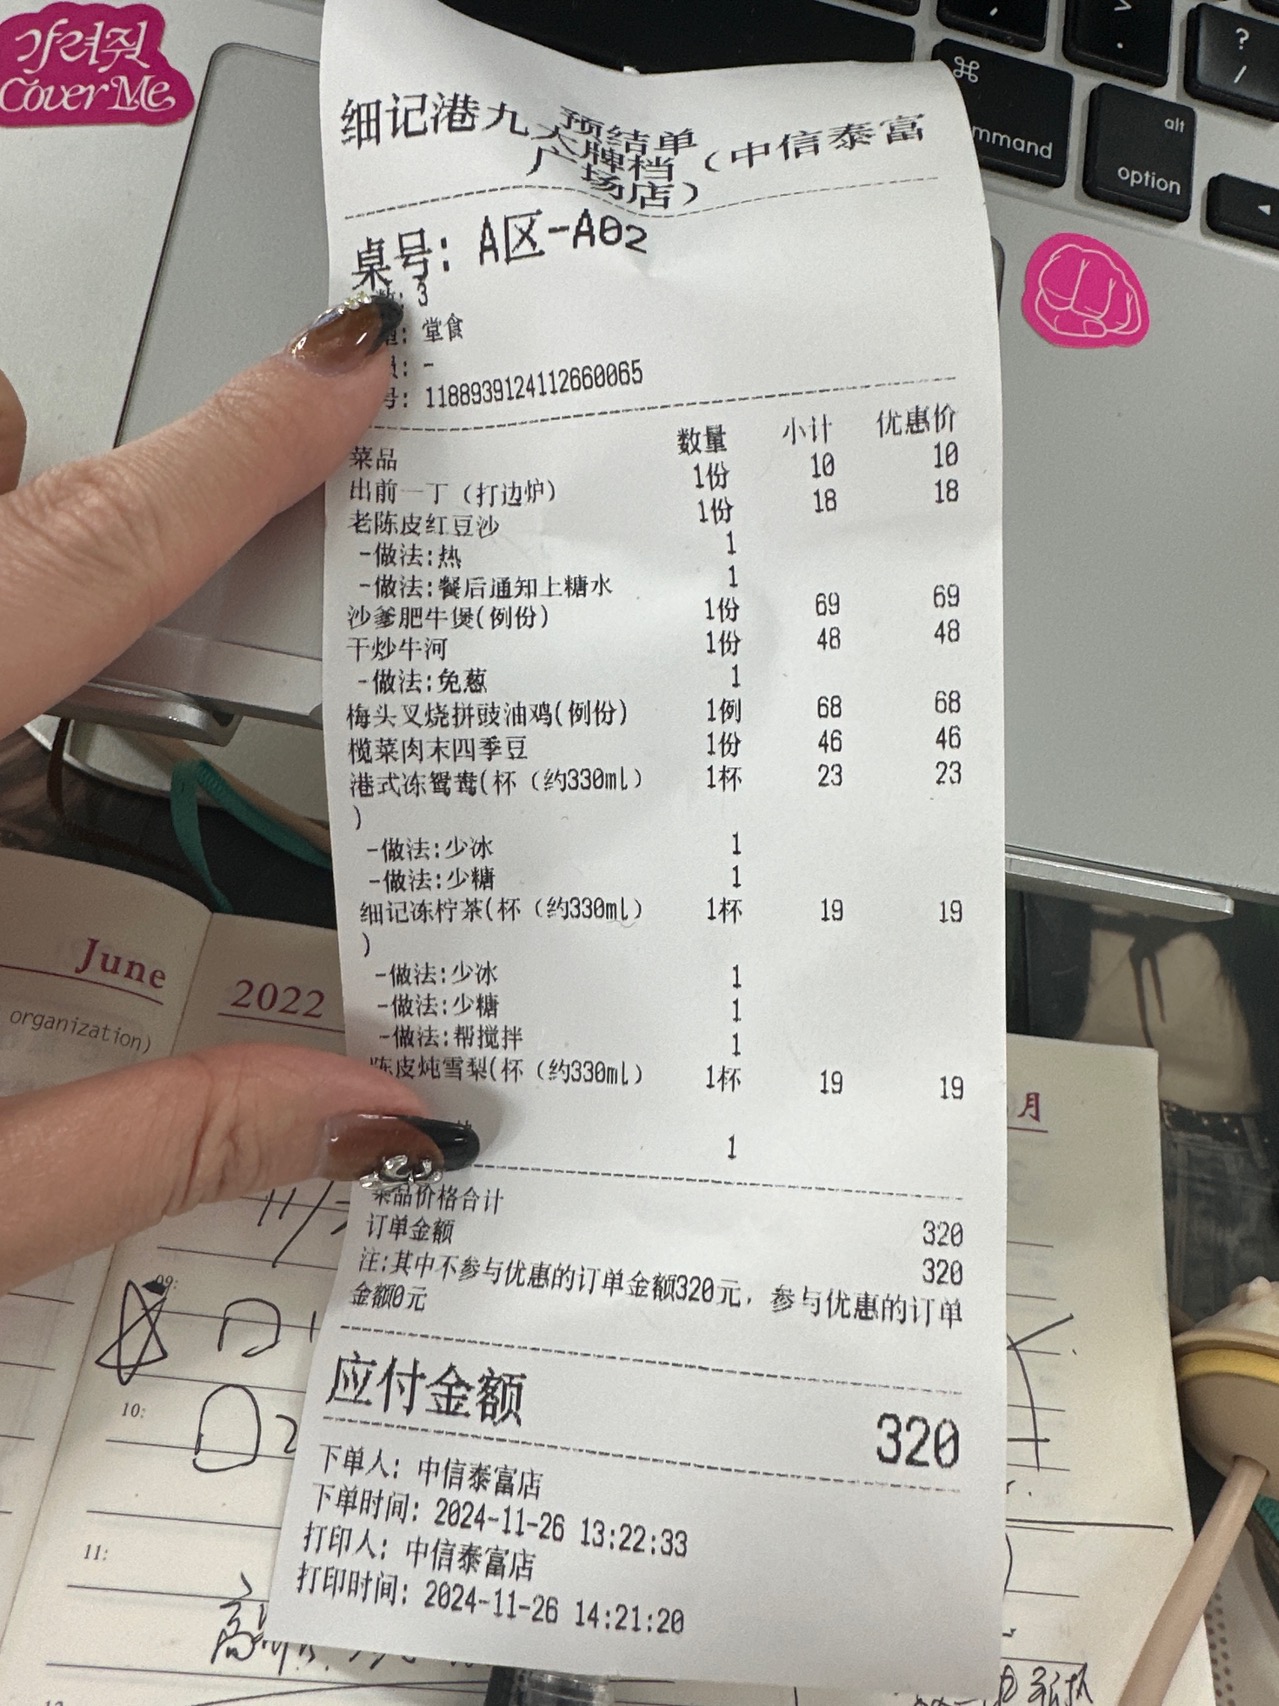 가려줘
Cover Me
command
alt
option
预结单
细记港九大牌档（中信泰富
广场店）
桌号: A区-A02
数: 3
堂食
员: -
号: 1188939124112660065
菜品 数量 小计 优惠价
出前一丁（打边炉） 1份 10 10
老陈皮红豆沙 1份 18 18
-做法:热 1
-做法:餐后通知上糖水 1
沙爹肥牛煲(例份) 1份 69 69
干炒牛河 1份 48 48
-做法:免葱 1
梅头叉烧拼豉油鸡(例份) 1例 68 68
榄菜肉末四季豆 1份 46 46
港式冻鸳鸯(杯（约330ml） 1杯 23 23
)
-做法:少冰 1
-做法:少糖 1
细记冻柠茶(杯（约330ml） 1杯 19 19
)
-做法:少冰 1
-做法:少糖 1
-做法:帮搅拌 1
陈皮炖雪梨(杯（约330ml） 1杯 19 19
1
菜品价格合计 320
订单金额 320
注:其中不参与优惠的订单金额320元，参与优惠的订单
金额0元
应付金额 320
下单人: 中信泰富店
下单时间: 2024-11-26 13:22:33
打印人: 中信泰富店
打印时间: 2024-11-26 14:21:20
June
2022
organization)
月
09:
10:
11: